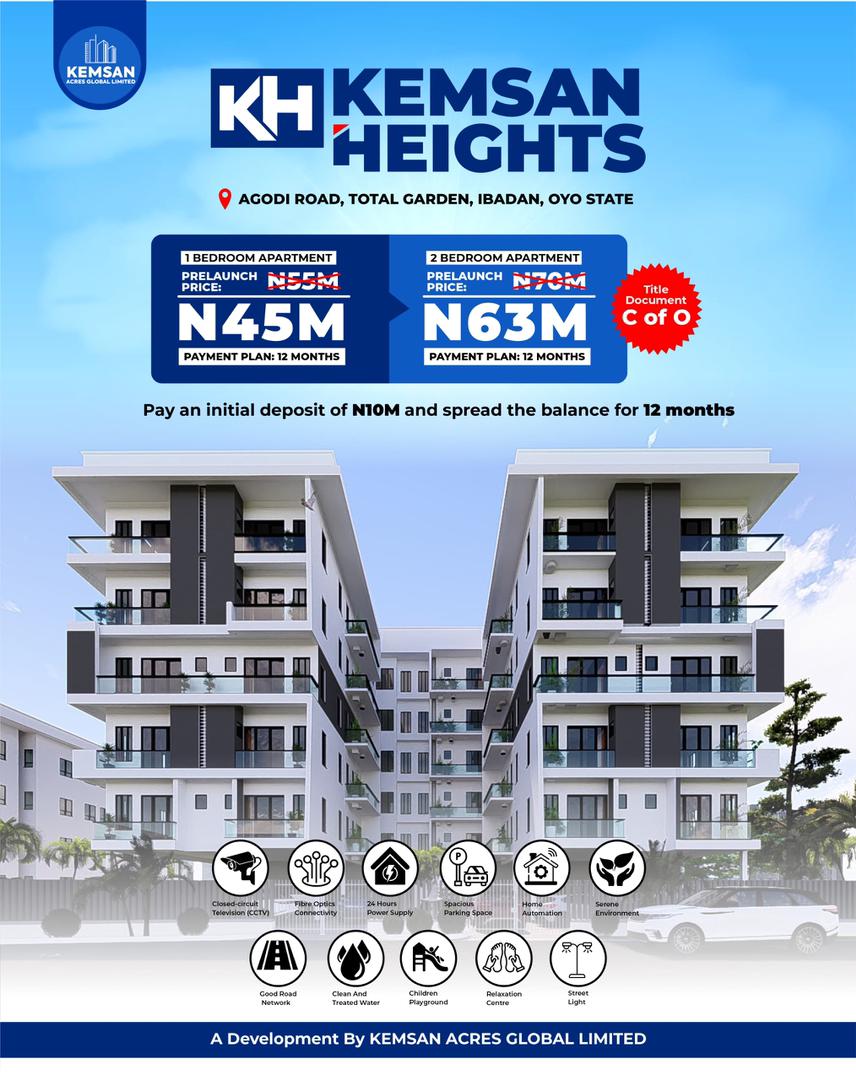 KEMSAN
ACRES GLOBAL LIMITED
KH KEMSAN
HEIGHTS
AGODI ROAD, TOTAL GARDEN, IBADAN, OYO STATE
1 BEDROOM APARTMENT
PRELAUNCH
PRICE:
N55M
N45M
PAYMENT PLAN: 12 MONTHS
2 BEDROOM APARTMENT
PRELAUNCH
PRICE:
N70M
N63M
PAYMENT PLAN: 12 MONTHS
Title
Document
C of O
Pay an initial deposit of N10M and spread the balance for 12 months
P
Closed-circuit
Television (CCTV)
Fibre Optics
Connectivity
24 Hours
Power Supply
Spacious
Parking Space
Home
Automation
Serene
Environment
Good Road
Network
Clean And
Treated Water
Children
Playground
Relaxation
Centre
Street
Light
A Development By KEMSAN ACRES GLOBAL LIMITED